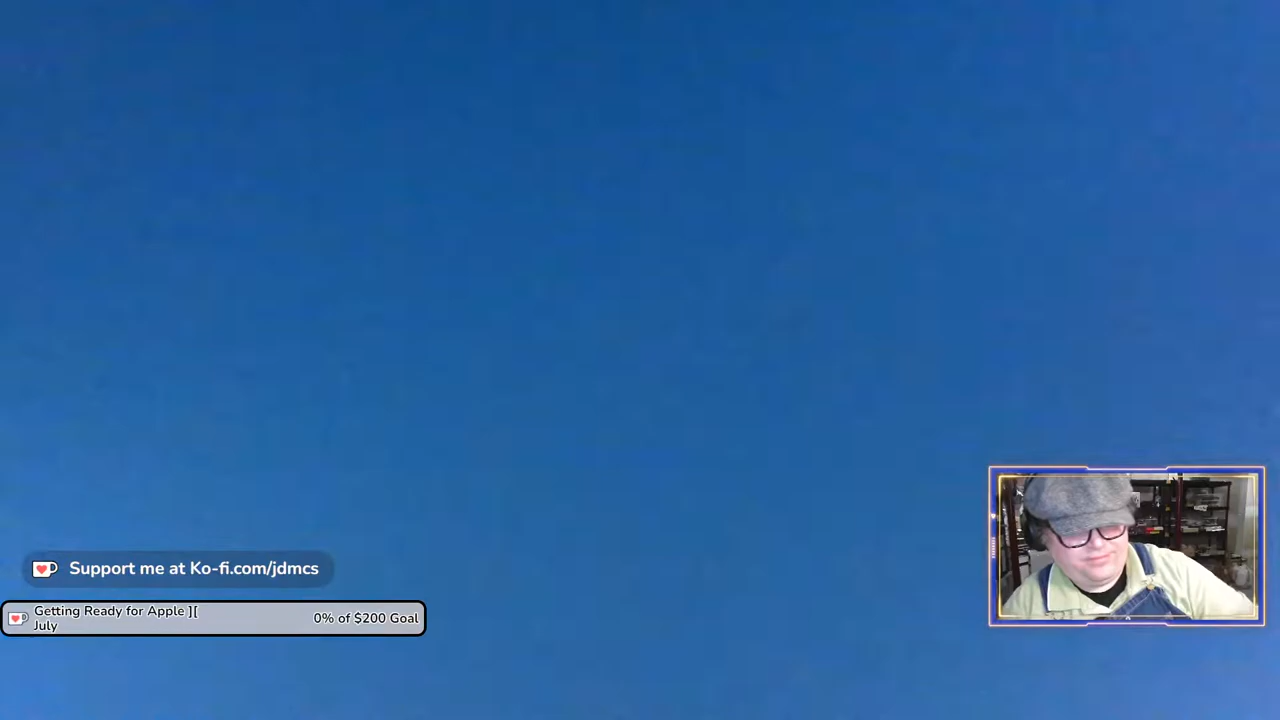 Support me at Ko-fi.com/jdmcs
Getting Ready for Apple ][
July
0% of $200 Goal